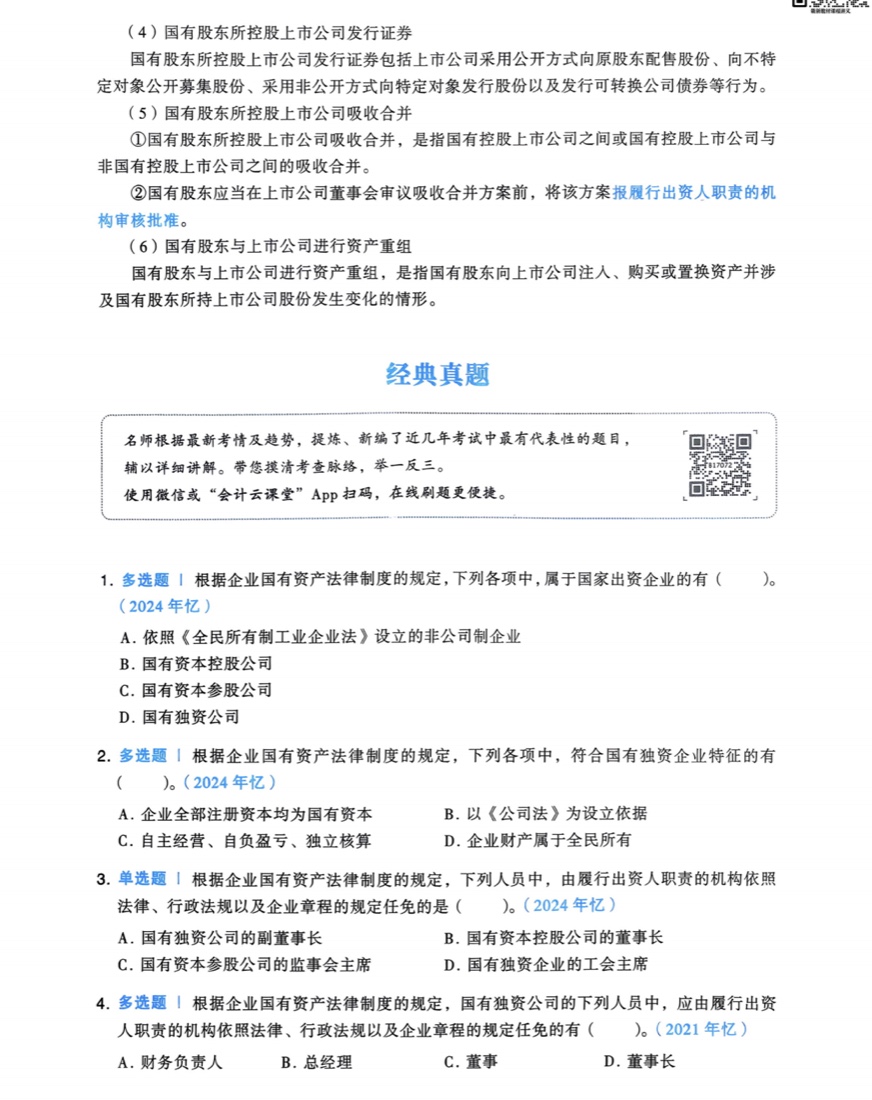 （4）国有股东所控股上市公司发行证券
国有股东所控股上市公司发行证券包括上市公司采用公开方式向原股东配售股份、向不特
定对象公开募集股份、采用非公开方式向特定对象发行股份以及发行可转换公司债券等行为。
（5）国有股东所控股上市公司吸收合并
①国有股东所控股上市公司吸收合并，是指国有控股上市公司之间或国有控股上市公司与
非国有控股上市公司之间的吸收合并。
②国有股东应当在上市公司董事会审议吸收合并方案前，将该方案报履行出资人职责的机
构审核批准。
（6）国有股东与上市公司进行资产重组
国有股东与上市公司进行资产重组，是指国有股东向上市公司注入、购买或置换资产并涉
及国有股东所持上市公司股份发生变化的情形。
经典真题
名师根据最新考情及趋势，提炼、新编了近几年考试中最有代表性的题目，
辅以详细讲解。带您摸清考查脉络，举一反三。
使用微信或“会计云课堂”App 扫码，在线刷题更便捷。
1. 多选题 | 根据企业国有资产法律制度的规定，下列各项中，属于国家出资企业的有（　　）。
（2024 年忆）
A. 依照《全民所有制工业企业法》设立的非公司制企业
B. 国有资本控股公司
C. 国有资本参股公司
D. 国有独资公司
2. 多选题 | 根据企业国有资产法律制度的规定，下列各项中，符合国有独资企业特征的有
（　　）。（2024 年忆）
A. 企业全部注册资本均为国有资本　　B. 以《公司法》为设立依据
C. 自主经营、自负盈亏、独立核算　　D. 企业财产属于全民所有
3. 单选题 | 根据企业国有资产法律制度的规定，下列人员中，由履行出资人职责的机构依照
法律、行政法规以及企业章程的规定任免的是（　　）。（2024 年忆）
A. 国有独资公司的副董事长　　B. 国有资本控股公司的董事长
C. 国有资本参股公司的监事会主席　　D. 国有独资企业的工会主席
4. 多选题 | 根据企业国有资产法律制度的规定，国有独资公司的下列人员中，应由履行出资
人职责的机构依照法律、行政法规以及企业章程的规定任免的有（　　）。（2021 年忆）
A. 财务负责人　　B. 总经理　　C. 董事　　D. 董事长